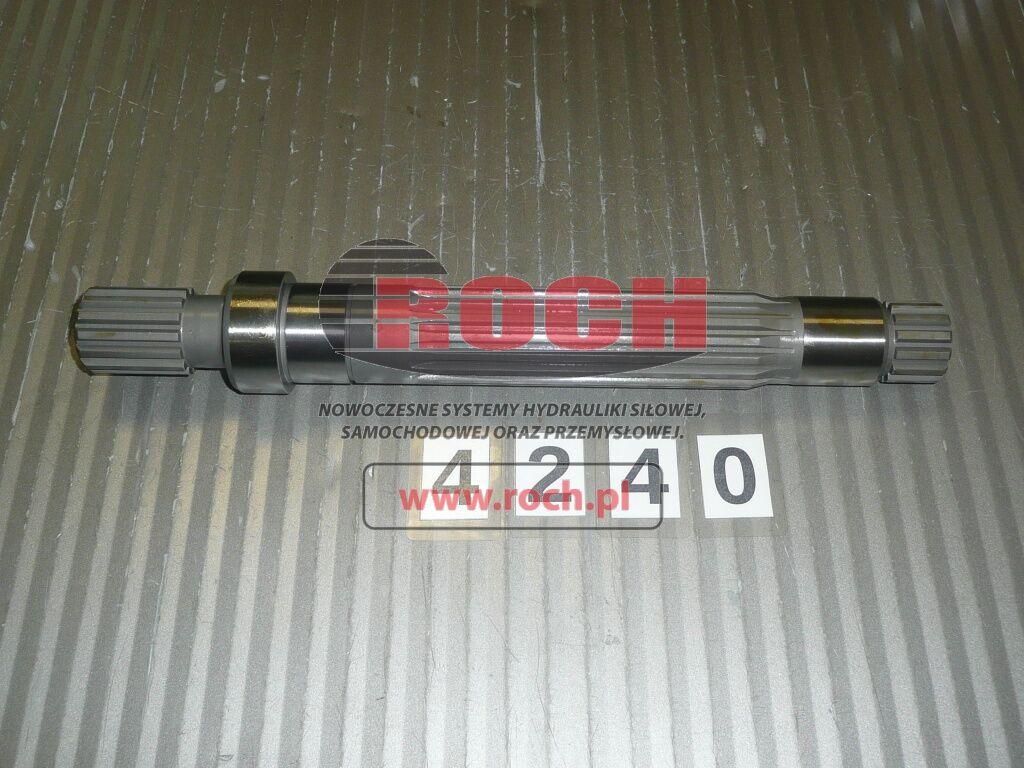 ROCH
NOWOCZESNE SYSTEMY HYDRAULIKI SIŁOWEJ,
SAMOCHODOWEJ ORAZ PRZEMYSŁOWEJ.
4240
www.roch.pl